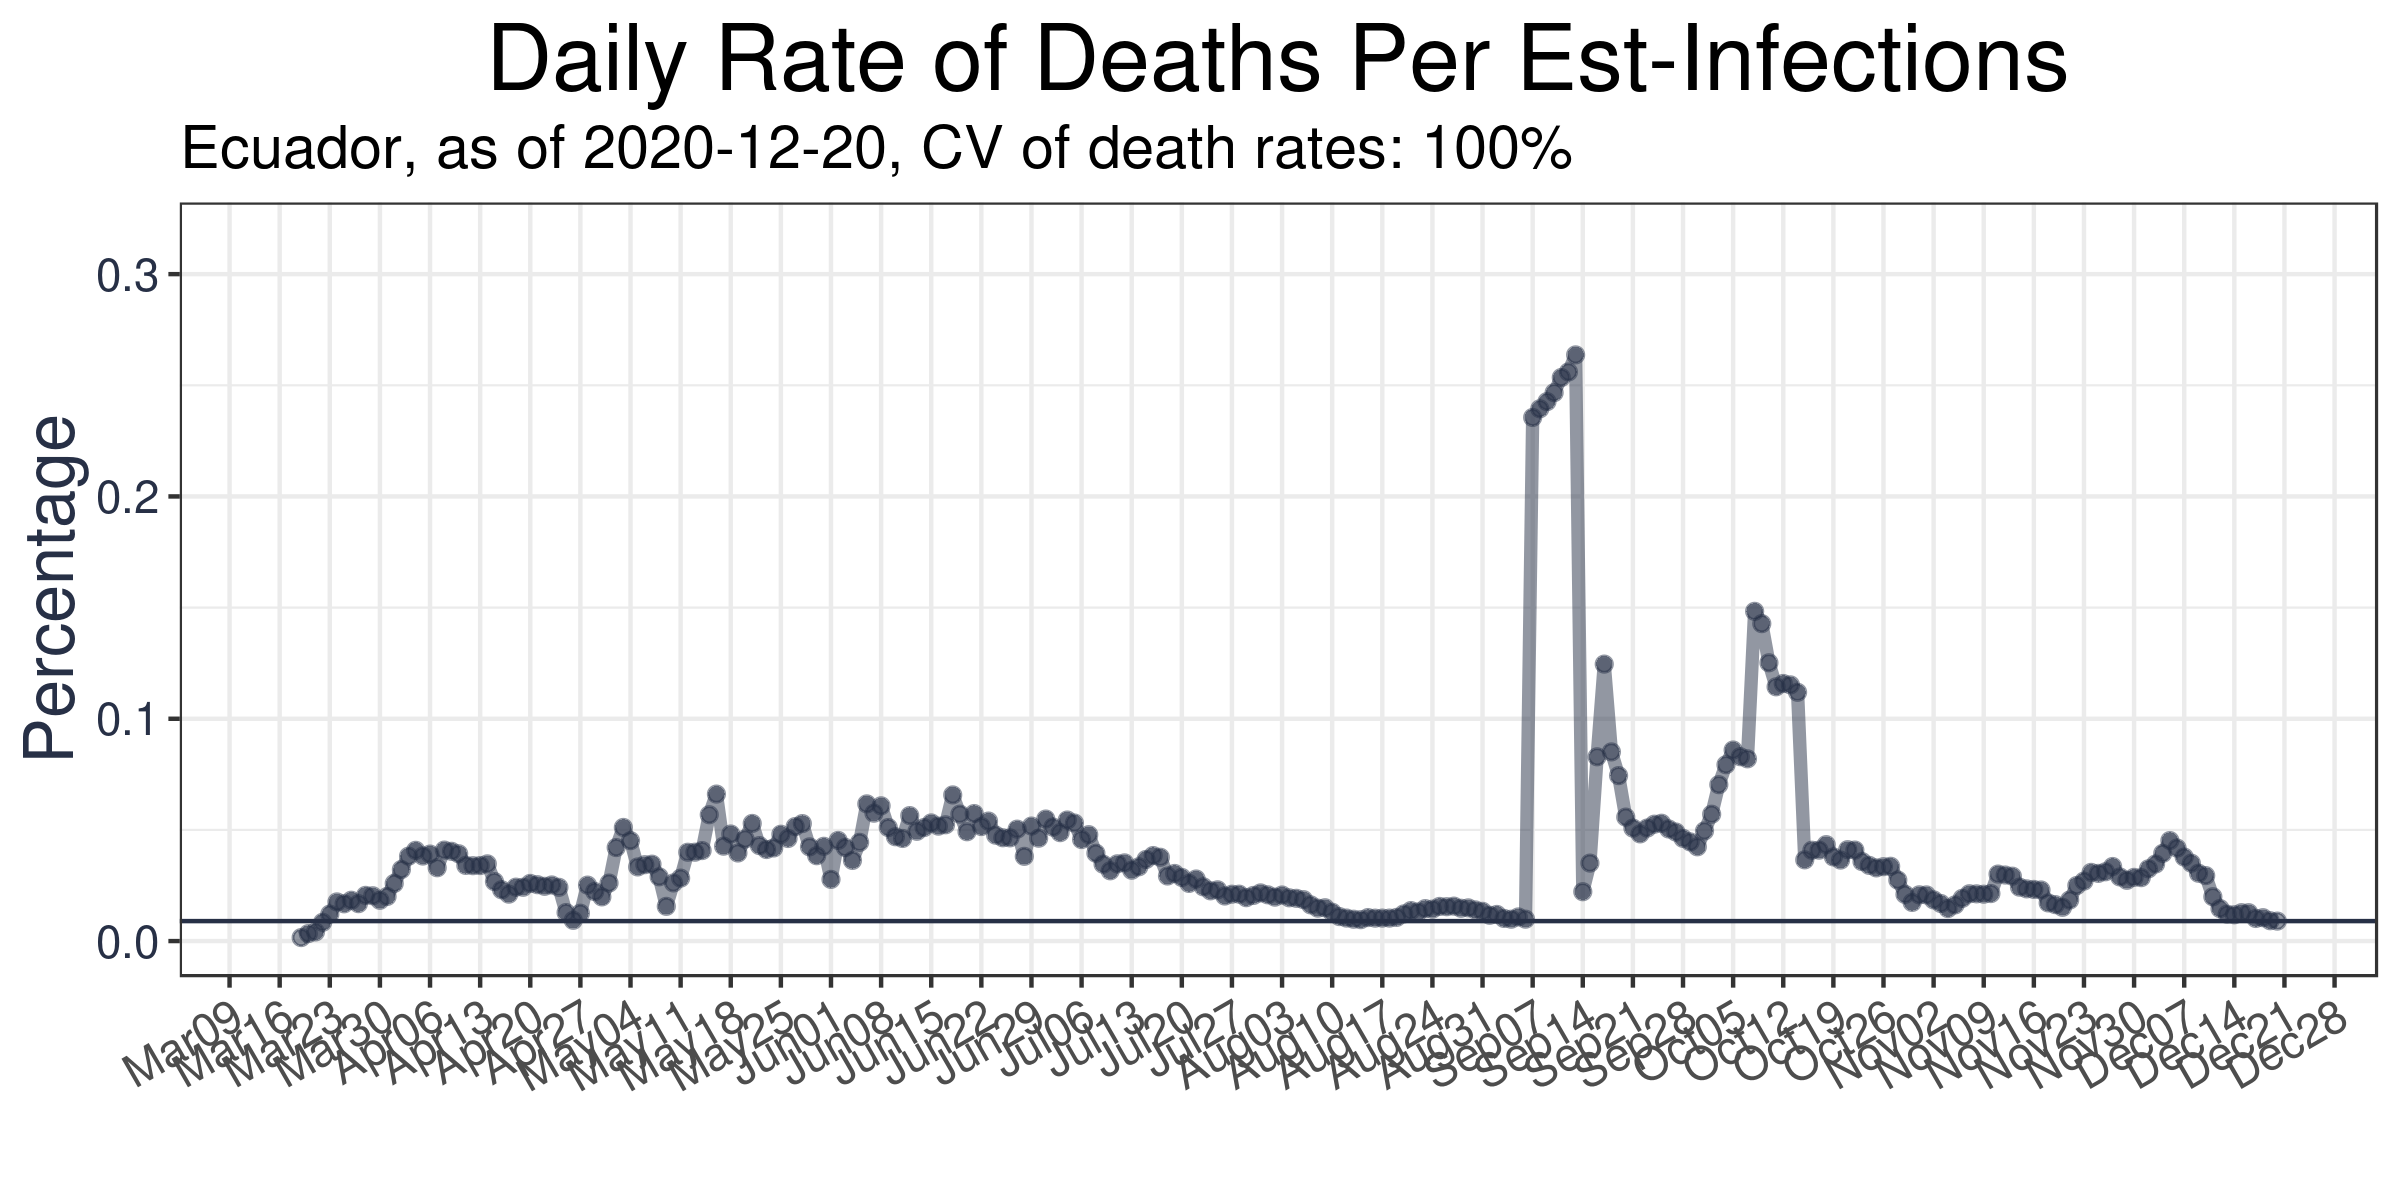 Daily Rate of Deaths Per Est-Infections
Ecuador, as of 2020-12-20, CV of death rates: 100%
Percentage
0.3
0.2
0.1
0.0
Mar09
Mar16
Mar23
Mar30
Apr06
Apr13
Apr20
Apr27
May04
May11
May18
May25
Jun01
Jun08
Jun15
Jun22
Jun29
Jul06
Jul13
Jul20
Jul27
Aug03
Aug10
Aug17
Aug24
Aug31
Sep07
Sep14
Sep21
Sep28
Oct05
Oct12
Oct19
Oct26
Nov02
Nov09
Nov16
Nov23
Nov30
Dec07
Dec14
Dec21
Dec28